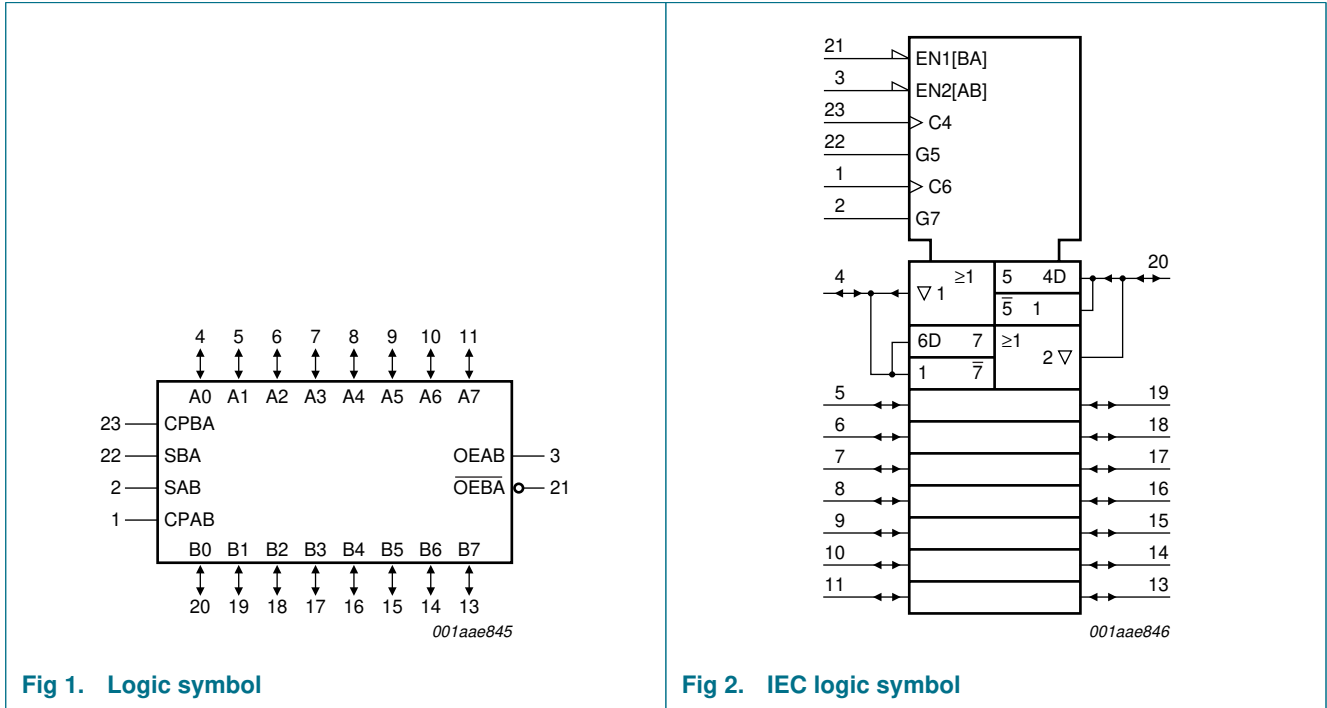 4 5 6 7 8 9 10 11
A0 A1 A2 A3 A4 A5 A6 A7
23 CPBA
22 SBA OEAB 3
2 SAB O̅E̅B̅A̅ 21
1 CPAB
B0 B1 B2 B3 B4 B5 B6 B7
20 19 18 17 16 15 14 13
001aae845
Fig 1. Logic symbol
21 EN1[BA]
3 EN2[AB]
23 C4
22 G5
1 C6
2 G7
4 ▽ 1 ≥1 5 4D 20
5̅ 1
6D 7 ≥1 2 ▽
1 7̅
5 19
6 18
7 17
8 16
9 15
10 14
11 13
001aae846
Fig 2. IEC logic symbol